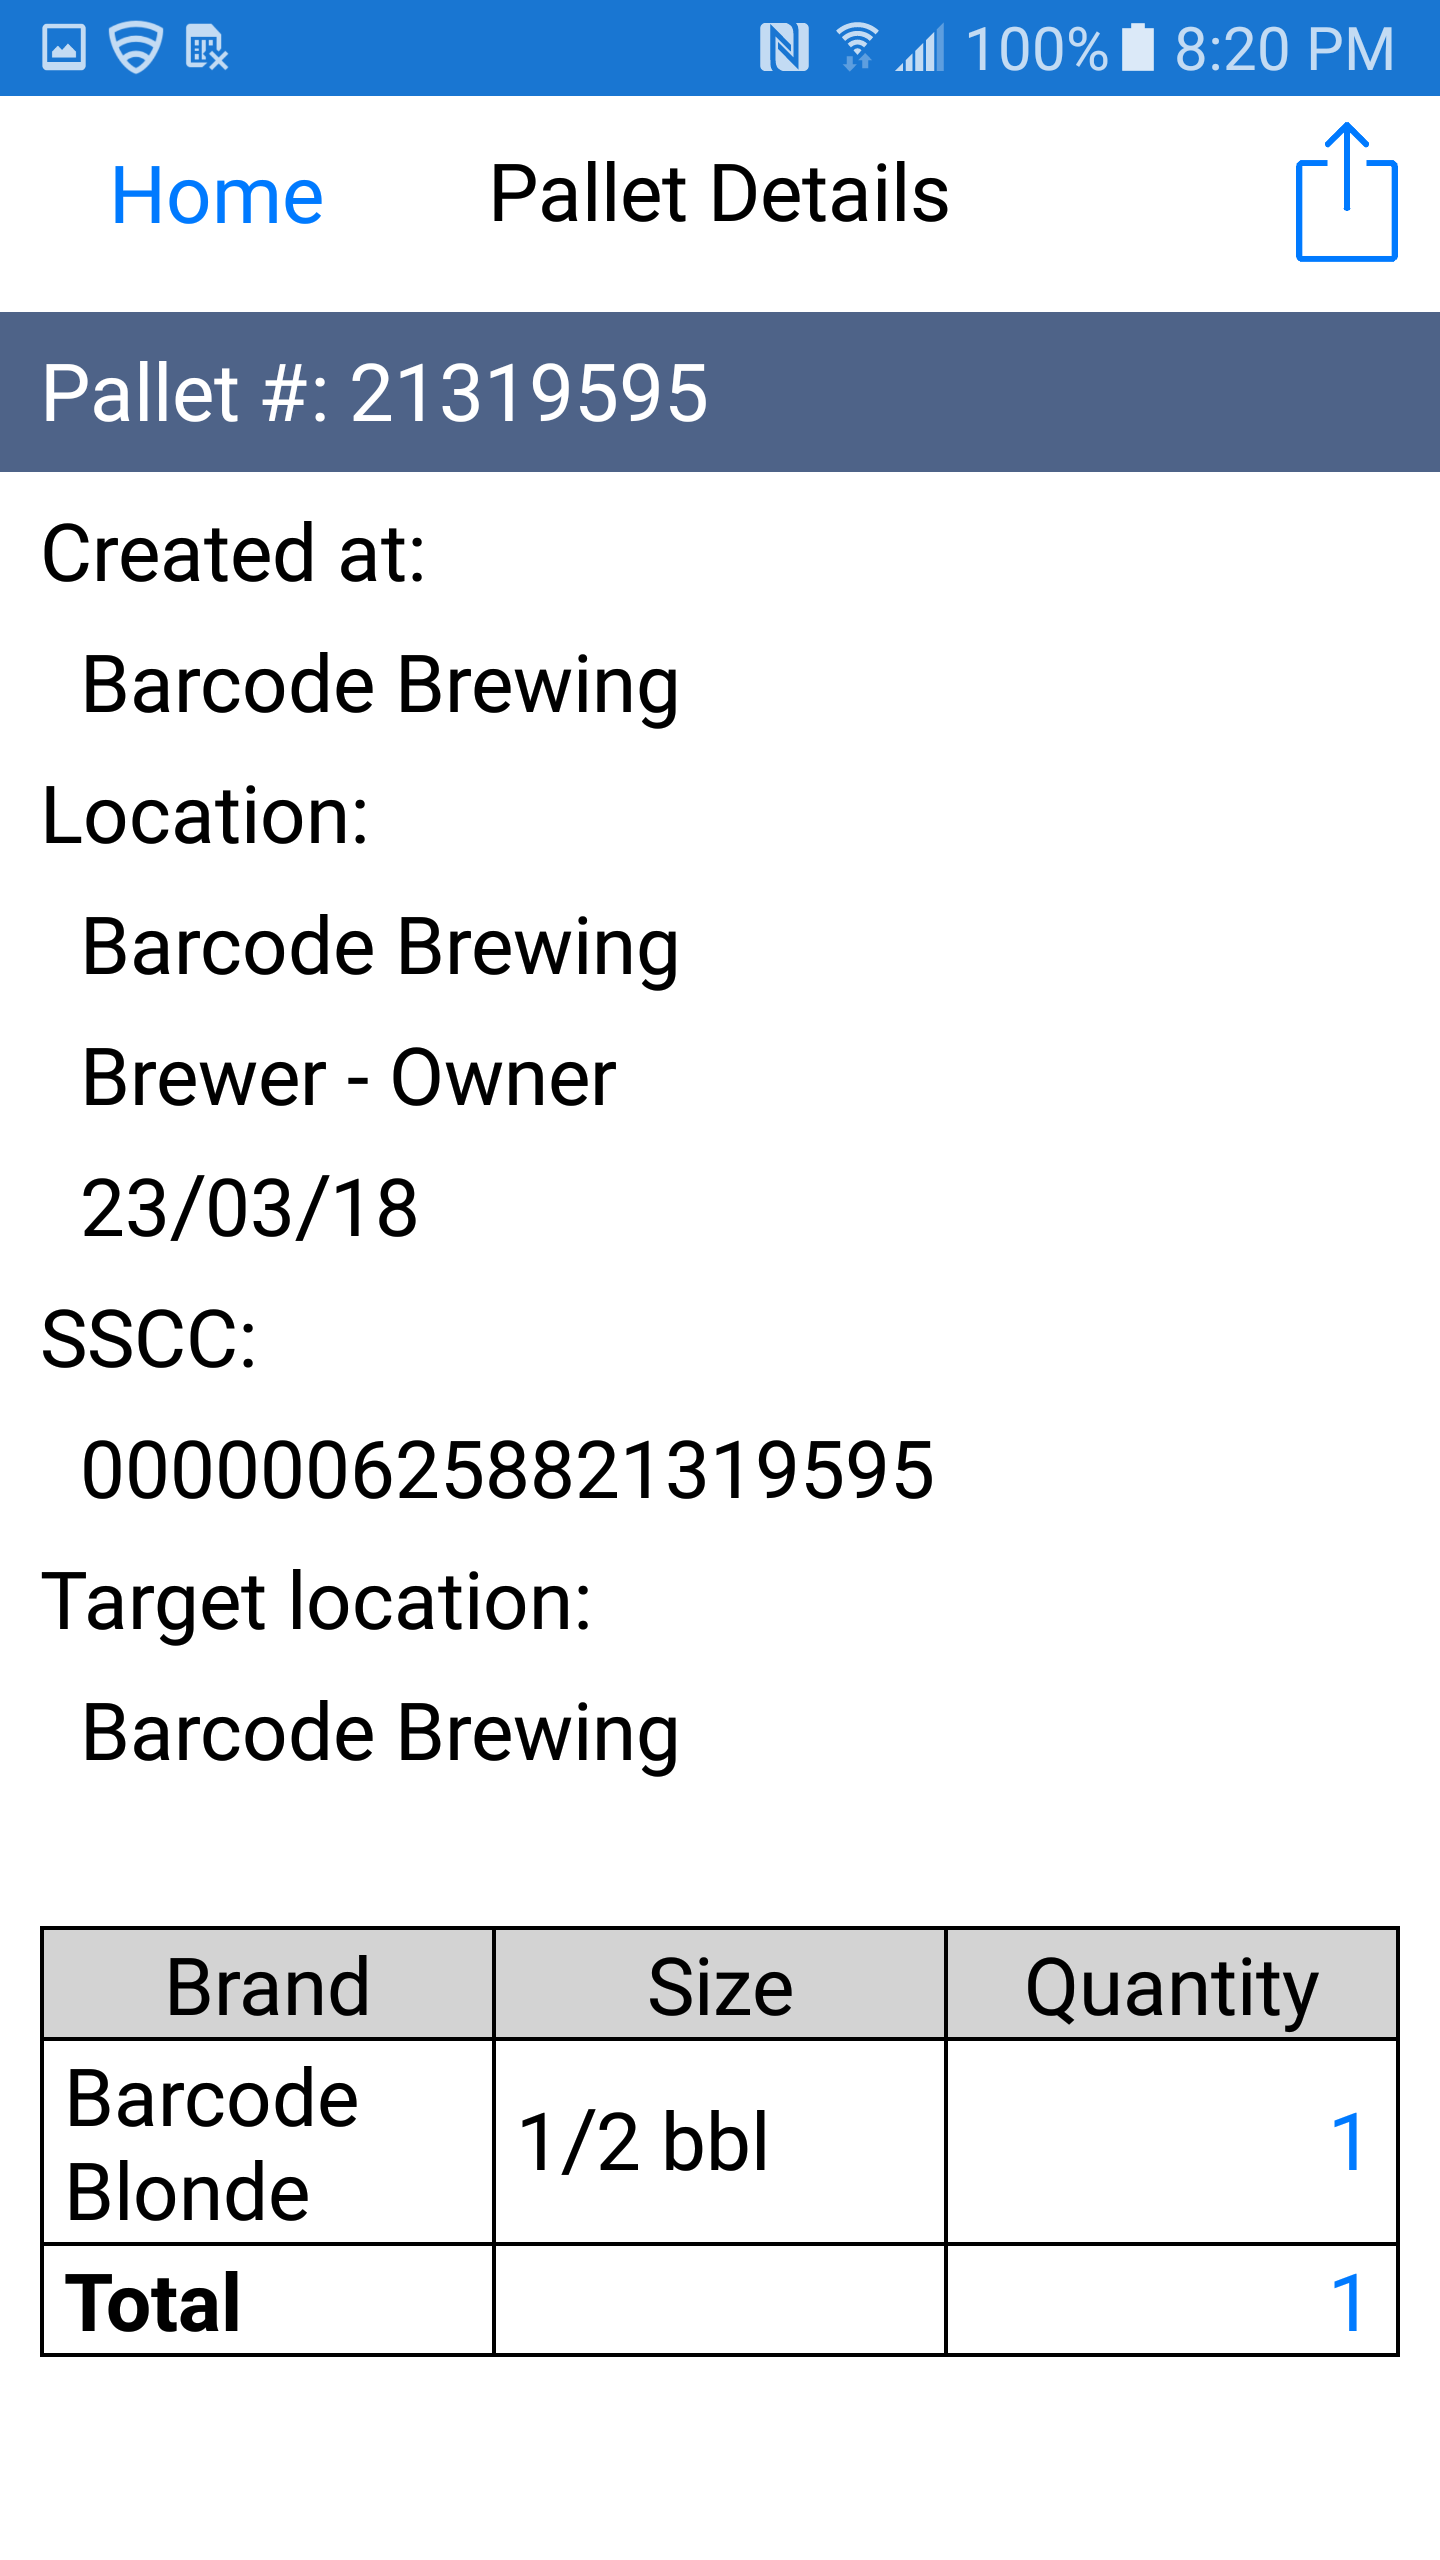 100% 8:20 PM
Home Pallet Details
Pallet #: 21319595
Created at:
Barcode Brewing
Location:
Barcode Brewing
Brewer - Owner
23/03/18
SSCC:
0000006258821319595
Target location:
Barcode Brewing
Brand Size Quantity
Barcode
Blonde
1/2 bbl 1
Total 1